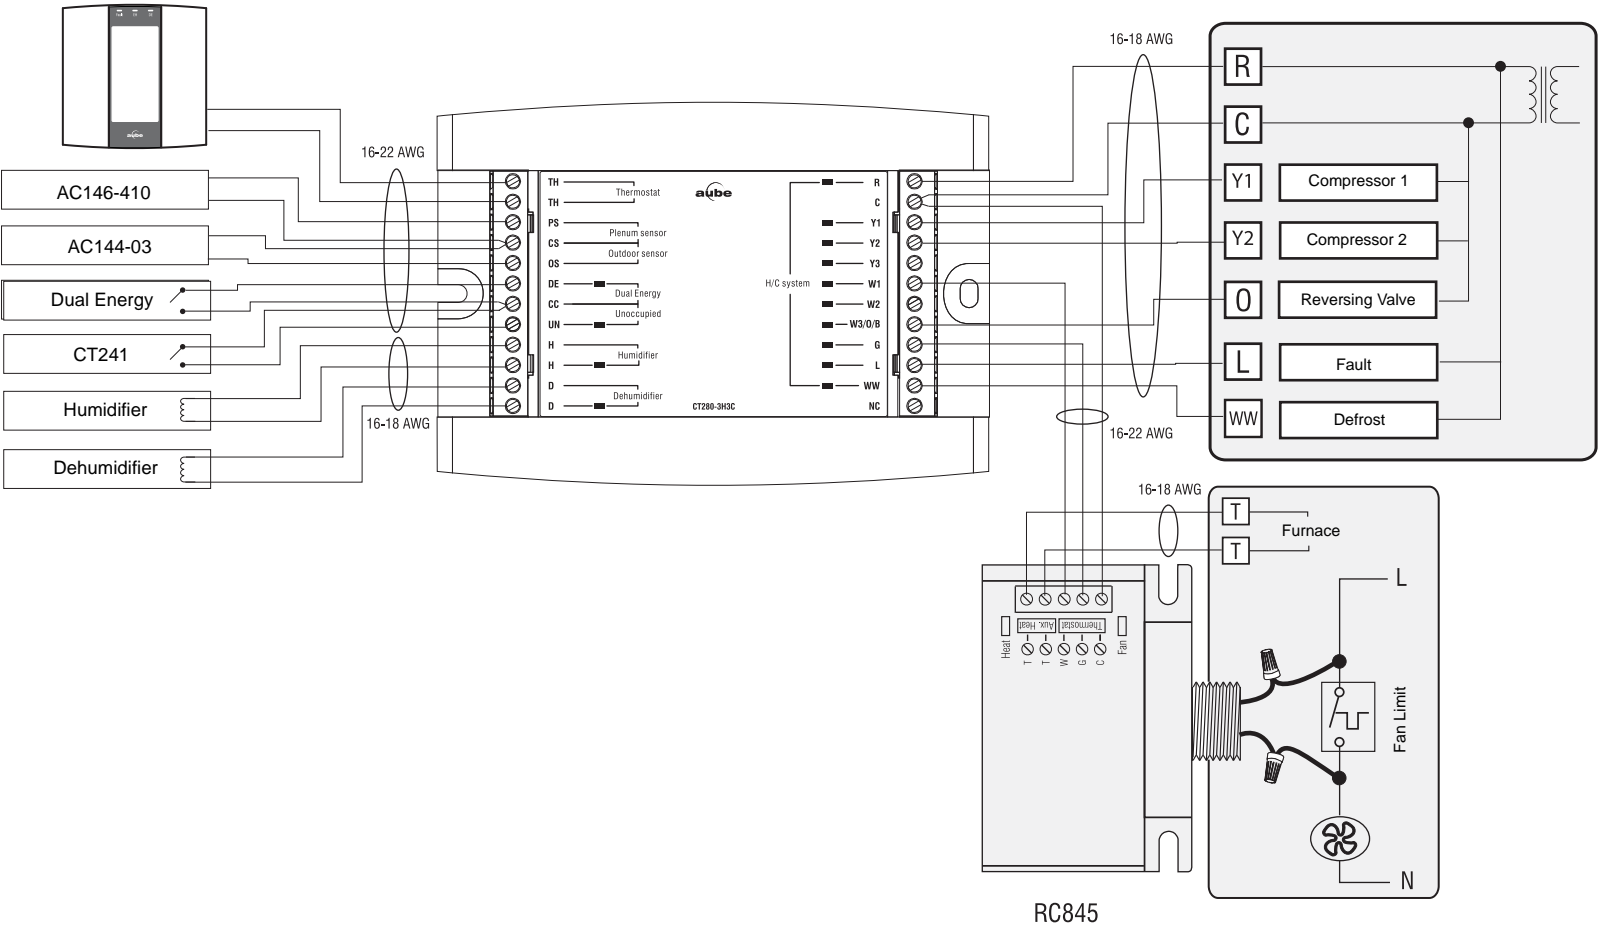 aube
AC146-410
AC144-03
Dual Energy
CT241
Humidifier
Dehumidifier
16-22 AWG
16-18 AWG
TH
TH
PS
CS
OS
DE
CC
UN
H
H
D
D
Thermostat
Plenum sensor
Outdoor sensor
Dual Energy
Unoccupied
Humidifier
Dehumidifier
aube
H/C system
CT280-3H3C
R
C
Y1
Y2
Y3
W1
W2
W3/O/B
G
L
WW
NC
16-18 AWG
16-22 AWG
R
C
Y1
Compressor 1
Y2
Compressor 2
O
Reversing Valve
L
Fault
WW
Defrost
16-18 AWG
T
T
Furnace
L
Fan Limit
N
Heat
Aux. Heat
Thermostat
Fan
T
T
W
G
C
RC845